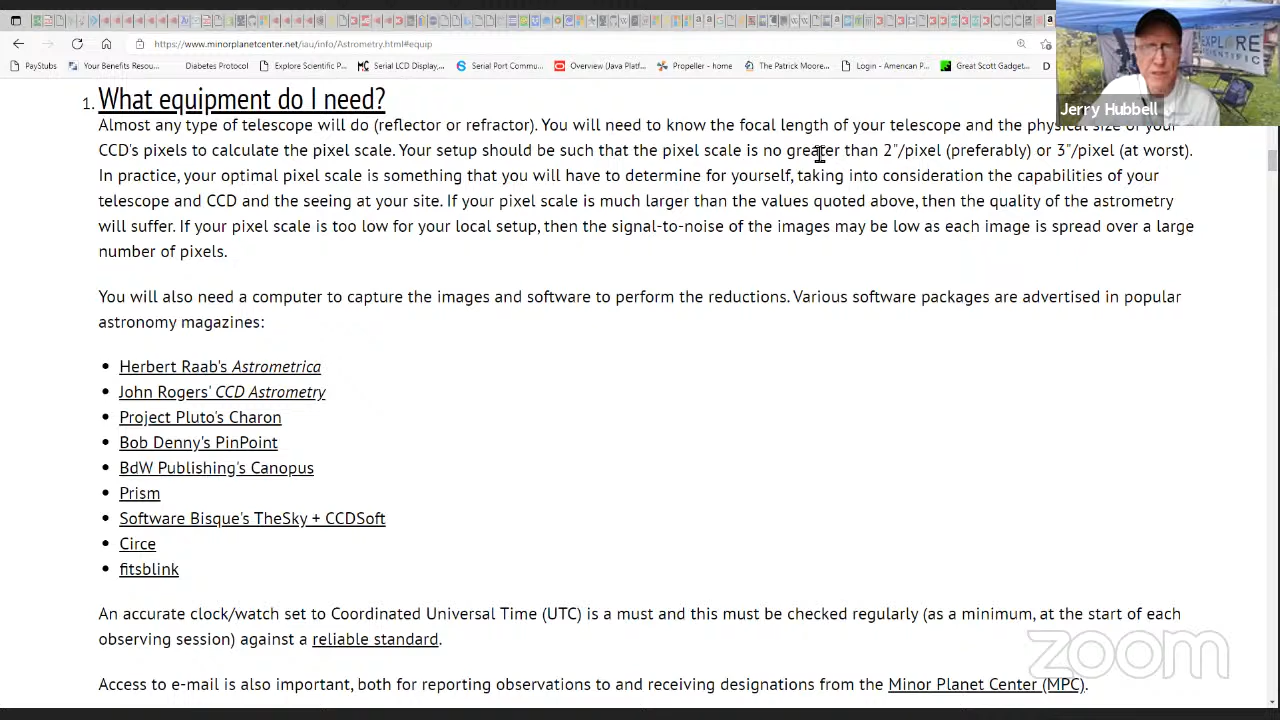 https://www.minorplanetcenter.net/iau/info/Astrometry.html#equip
PayStubs Your Benefits Resou... Diabetes Protocol Explore Scientific P... Serial LCD Display,... Serial Port Commu... Overview (Java Platf... Propeller - home The Patrick Moore... Login - American P... Great Scott Gadget... D
EXPLORE
SCIENTIFIC
Jerry Hubbell
1. What equipment do I need?
Almost any type of telescope will do (reflector or refractor). You will need to know the focal length of your telescope and the physical size of your
CCD's pixels to calculate the pixel scale. Your setup should be such that the pixel scale is no greater than 2"/pixel (preferably) or 3"/pixel (at worst).
In practice, your optimal pixel scale is something that you will have to determine for yourself, taking into consideration the capabilities of your
telescope and CCD and the seeing at your site. If your pixel scale is much larger than the values quoted above, then the quality of the astrometry
will suffer. If your pixel scale is too low for your local setup, then the signal-to-noise of the images may be low as each image is spread over a large
number of pixels.
You will also need a computer to capture the images and software to perform the reductions. Various software packages are advertised in popular
astronomy magazines:
• Herbert Raab's Astrometrica
• John Rogers' CCD Astrometry
• Project Pluto's Charon
• Bob Denny's PinPoint
• BdW Publishing's Canopus
• Prism
• Software Bisque's TheSky + CCDSoft
• Circe
• fitsblink
An accurate clock/watch set to Coordinated Universal Time (UTC) is a must and this must be checked regularly (as a minimum, at the start of each
observing session) against a reliable standard.
Access to e-mail is also important, both for reporting observations to and receiving designations from the Minor Planet Center (MPC).
zoom